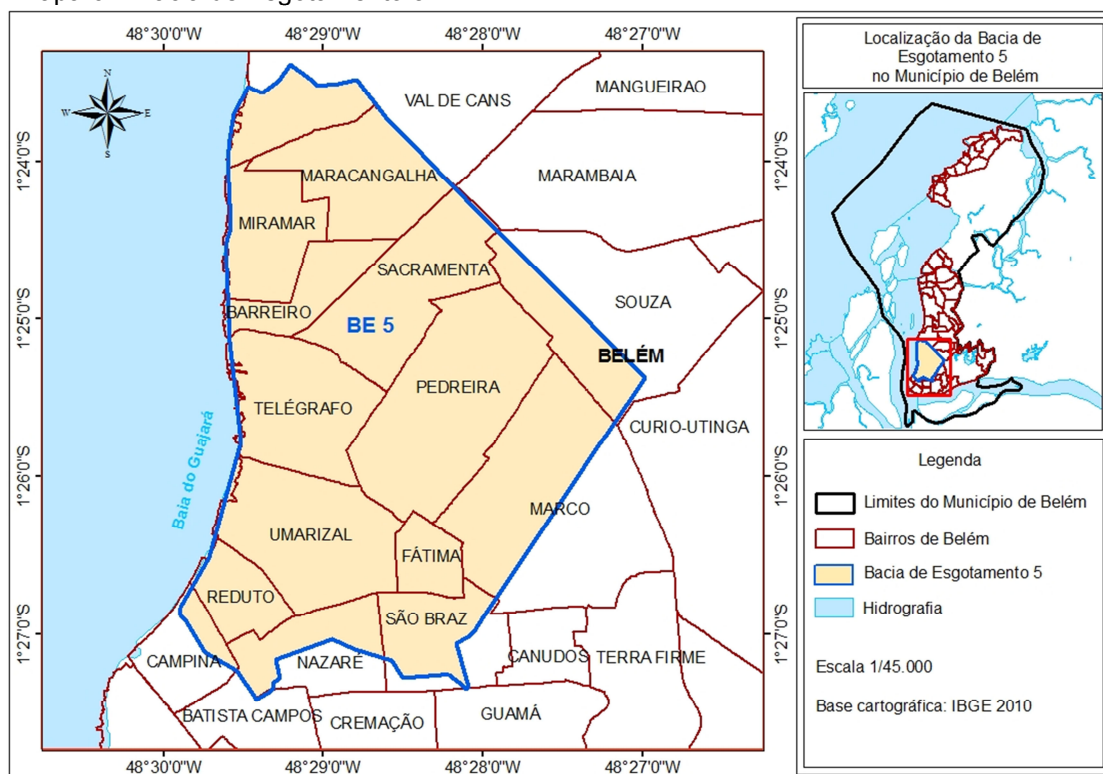 48°30'0"W 48°29'0"W 48°28'0"W 48°27'0"W
N
W E
S
1°24'0"S
1°25'0"S
1°26'0"S
1°27'0"S
VAL DE CANS
MANGUEIRAO
MARACANGALHA
MARAMBAIA
MIRAMAR
SACRAMENTA
SOUZA
BARREIRO
BE 5
BELÉM
PEDREIRA
TELÉGRAFO
CURIO-UTINGA
Baia do Guajará
MARCO
UMARIZAL
FÁTIMA
REDUTO
SÃO BRAZ
CAMPINA
NAZARÉ
CANUDOS
TERRA FIRME
BATISTA CAMPOS
CREMAÇÃO
GUAMÁ
1°24'0"S
1°25'0"S
1°26'0"S
1°27'0"S
48°30'0"W 48°29'0"W 48°28'0"W 48°27'0"W
Localização da Bacia de
Esgotamento 5
no Município de Belém
Legenda
Limites do Município de Belém
Bairros de Belém
Bacia de Esgotamento 5
Hidrografia
Escala 1/45.000
Base cartográfica: IBGE 2010